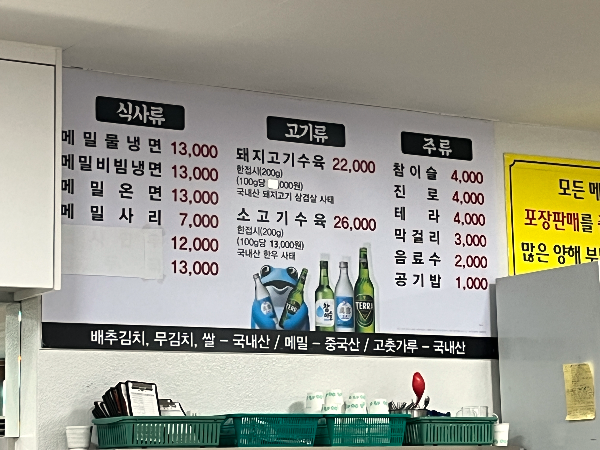 식사류
메밀물냉면 13,000
메밀비빔냉면 13,000
메밀온면 13,000
메밀사리 7,000
12,000
13,000
고기류
돼지고기수육 22,000
한접시(200g)
(100g당 000원)
국내산 돼지고기 삼겹살 사태
소고기수육 26,000
한접시(200g)
(100g당 13,000원)
국내산 한우 사태
주류
참이슬 4,000
진로 4,000
테라 4,000
막걸리 3,000
음료수 2,000
공기밥 1,000
TERRA
배추김치, 무김치, 쌀 – 국내산 / 메밀 – 중국산 / 고춧가루 – 국내산
모든 메
포장판매를
많은 양해 부